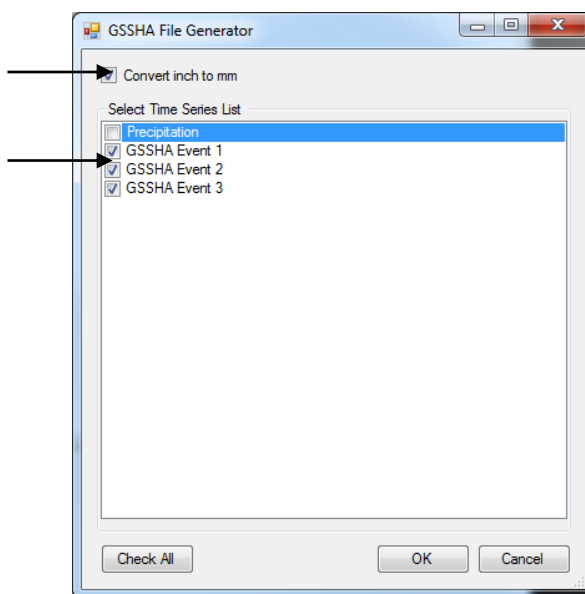 GSSHA File Generator
Convert inch to mm
Select Time Series List
Precipitation
GSSHA Event 1
GSSHA Event 2
GSSHA Event 3
Check All OK Cancel